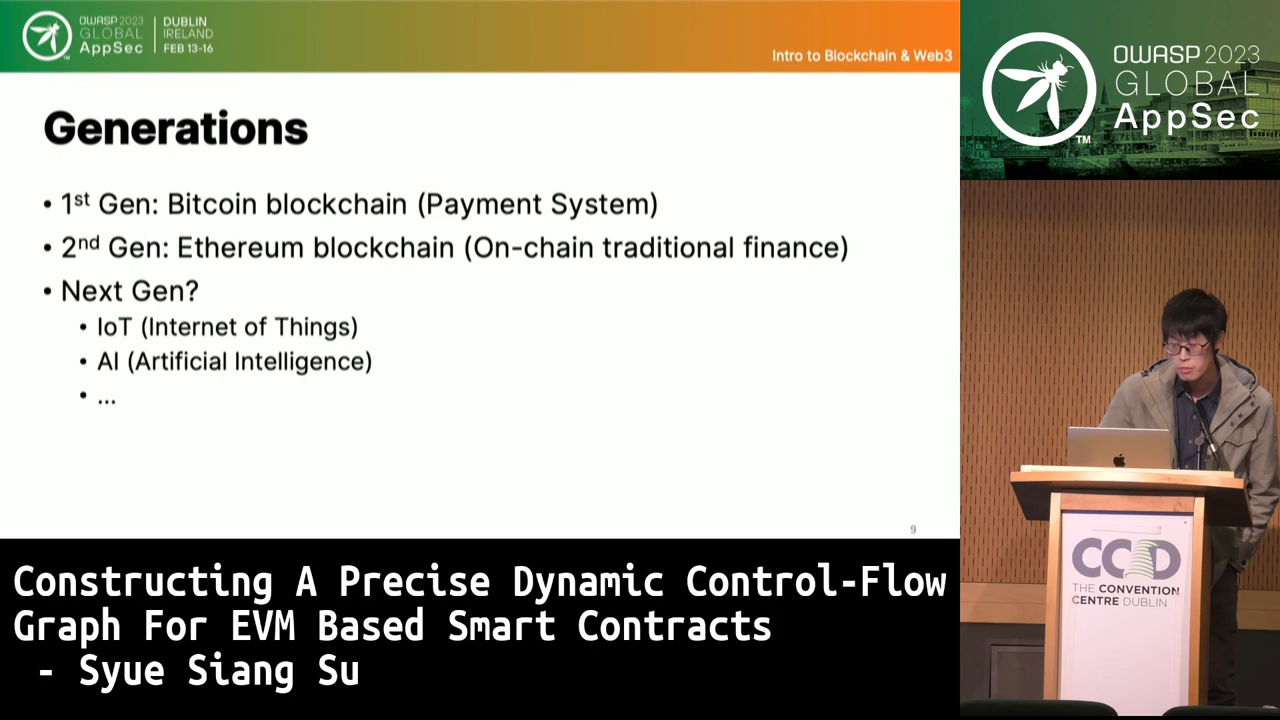 OWASP 2023
GLOBAL
AppSec
DUBLIN
IRELAND
FEB 13-16
TM
Intro to Blockchain & Web3
Generations
• 1st Gen: Bitcoin blockchain (Payment System)
• 2nd Gen: Ethereum blockchain (On-chain traditional finance)
• Next Gen?
• IoT (Internet of Things)
• AI (Artificial Intelligence)
• ...
9
OWASP 2023
GLOBAL
AppSec
TM
CCD
THE CONVENTION
CENTRE DUBLIN
Constructing A Precise Dynamic Control-Flow
Graph For EVM Based Smart Contracts
- Syue Siang Su